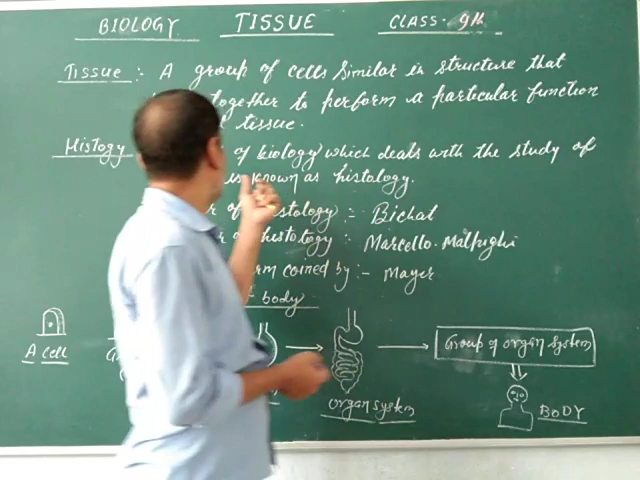 BIOLOGY TISSUE CLASS- 9th
Tissue :- A group of cells similar in structure that
together to perform a particular function
tissue.
Histogy of biology which deals with the study of
is known as histology.
of histology :- Bichat
of histology :- Marcello. Malpighi
coined by :- Mayer
body
A Cell
organ system
Group of organ system
BODY